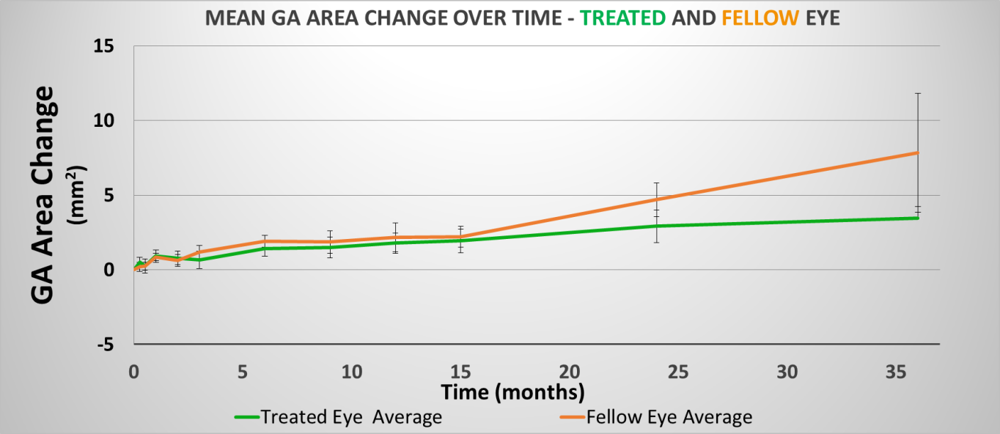 MEAN GA AREA CHANGE OVER TIME - TREATED AND FELLOW EYE
GA Area Change
(mm²)
15
10
5
0
-5
0 5 10 15 20 25 30 35
Time (months)
Treated Eye Average
Fellow Eye Average